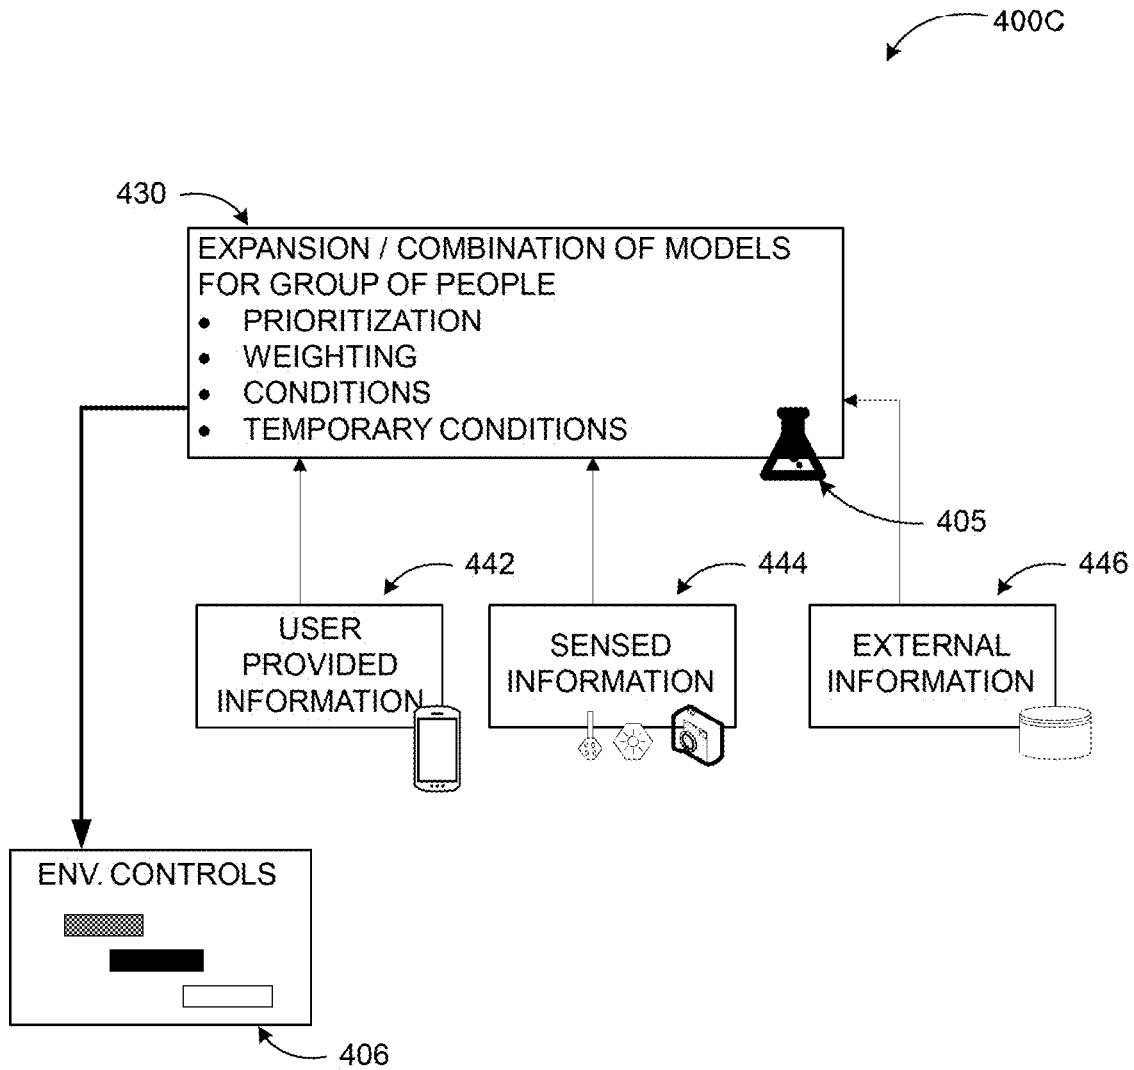 400C
430
EXPANSION / COMBINATION OF MODELS
FOR GROUP OF PEOPLE
• PRIORITIZATION
• WEIGHTING
• CONDITIONS
• TEMPORARY CONDITIONS
405
442
444
446
USER
PROVIDED
INFORMATION
SENSED
INFORMATION
EXTERNAL
INFORMATION
ENV. CONTROLS
406